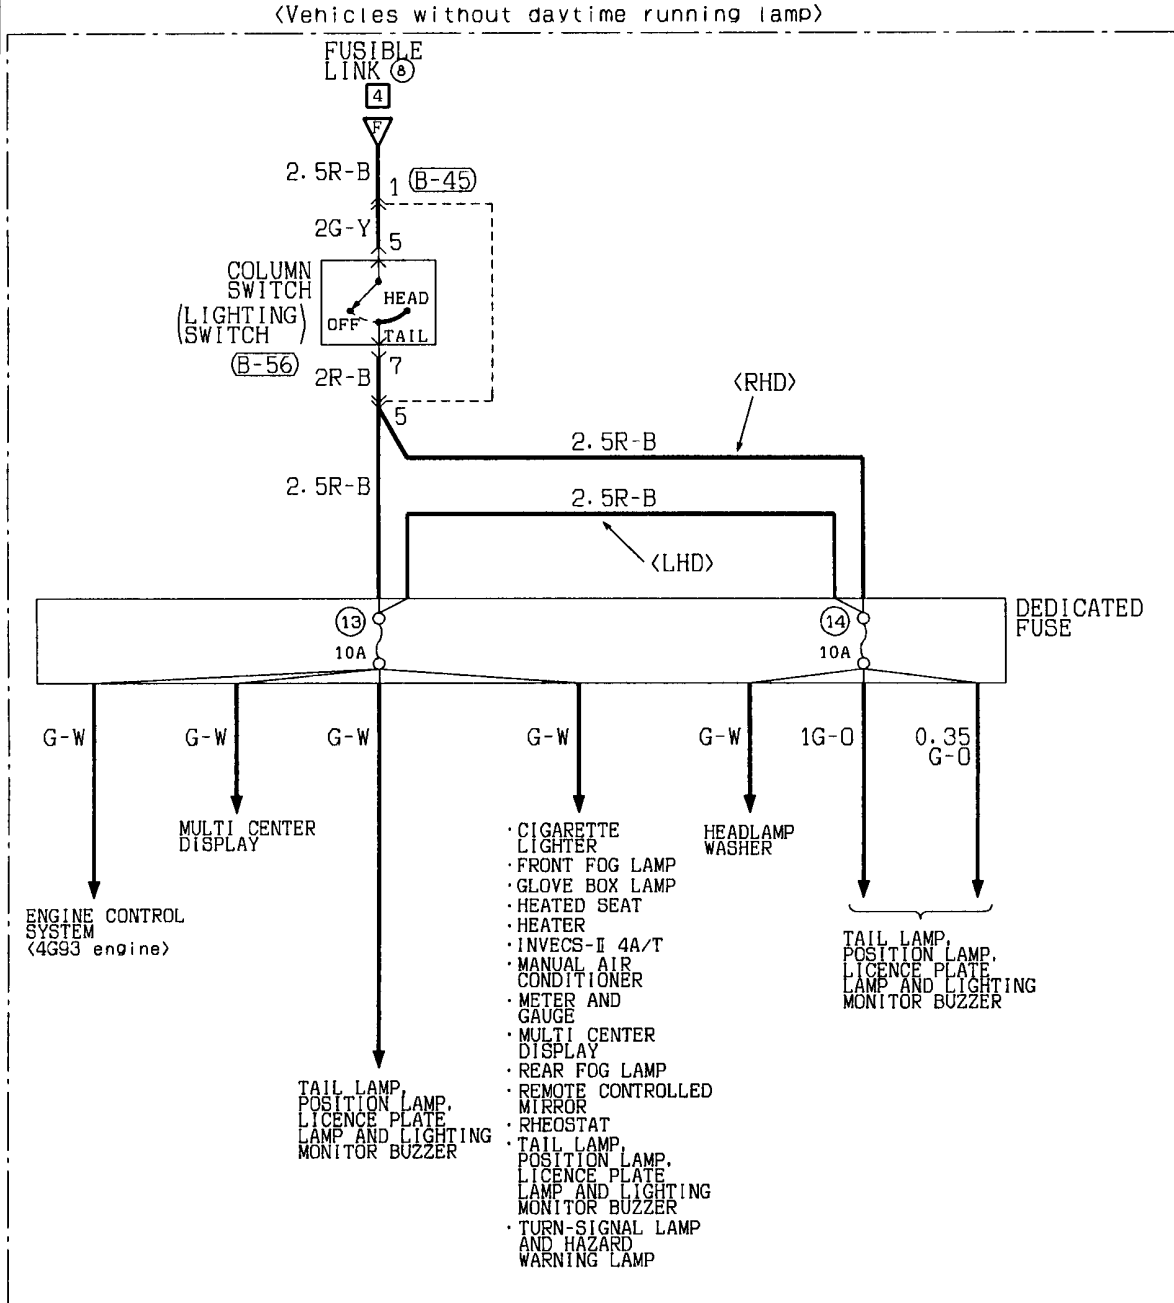 <Vehicles without daytime running lamp>
FUSIBLE
LINK 8
4
F
2.5R-B
1 (B-45)
2G-Y
5
COLUMN
SWITCH
(LIGHTING
SWITCH)
HEAD
OFF
TAIL
(B-56)
7
2R-B
5
<RHD>
2.5R-B
2.5R-B
2.5R-B
<LHD>
DEDICATED
FUSE
13
10A
14
10A
G-W
G-W
G-W
G-W
G-W
1G-O
0.35
G-O
ENGINE CONTROL
SYSTEM
<4G93 engine>
MULTI CENTER
DISPLAY
TAIL LAMP,
POSITION LAMP,
LICENCE PLATE
LAMP AND LIGHTING
MONITOR BUZZER
·CIGARETTE
LIGHTER
·FRONT FOG LAMP
·GLOVE BOX LAMP
·HEATED SEAT
·HEATER
·INVECS-Ⅱ 4A/T
·MANUAL AIR
CONDITIONER
·METER AND
GAUGE
·MULTI CENTER
DISPLAY
·REAR FOG LAMP
·REMOTE CONTROLLED
MIRROR
·RHEOSTAT
·TAIL LAMP,
POSITION LAMP,
LICENCE PLATE
LAMP AND LIGHTING
MONITOR BUZZER
·TURN-SIGNAL LAMP
AND HAZARD
WARNING LAMP
HEADLAMP
WASHER
TAIL LAMP,
POSITION LAMP,
LICENCE PLATE
LAMP AND LIGHTING
MONITOR BUZZER